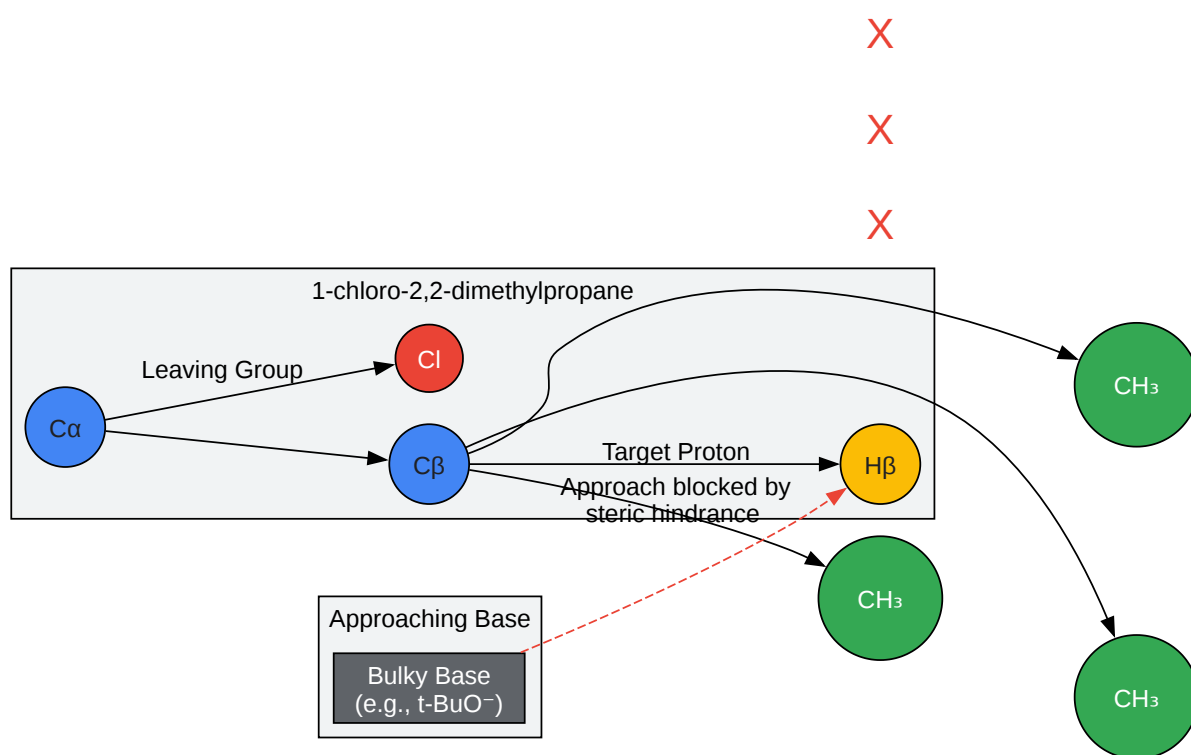 X
X
X
1-chloro-2,2-dimethylpropane
Cl
Leaving Group
CH₃
Cα
Target Proton
Cβ
Hβ
Approach blocked by
steric hindrance
CH₃
Approaching Base
Bulky Base
(e.g., t-BuO⁻)
CH₃